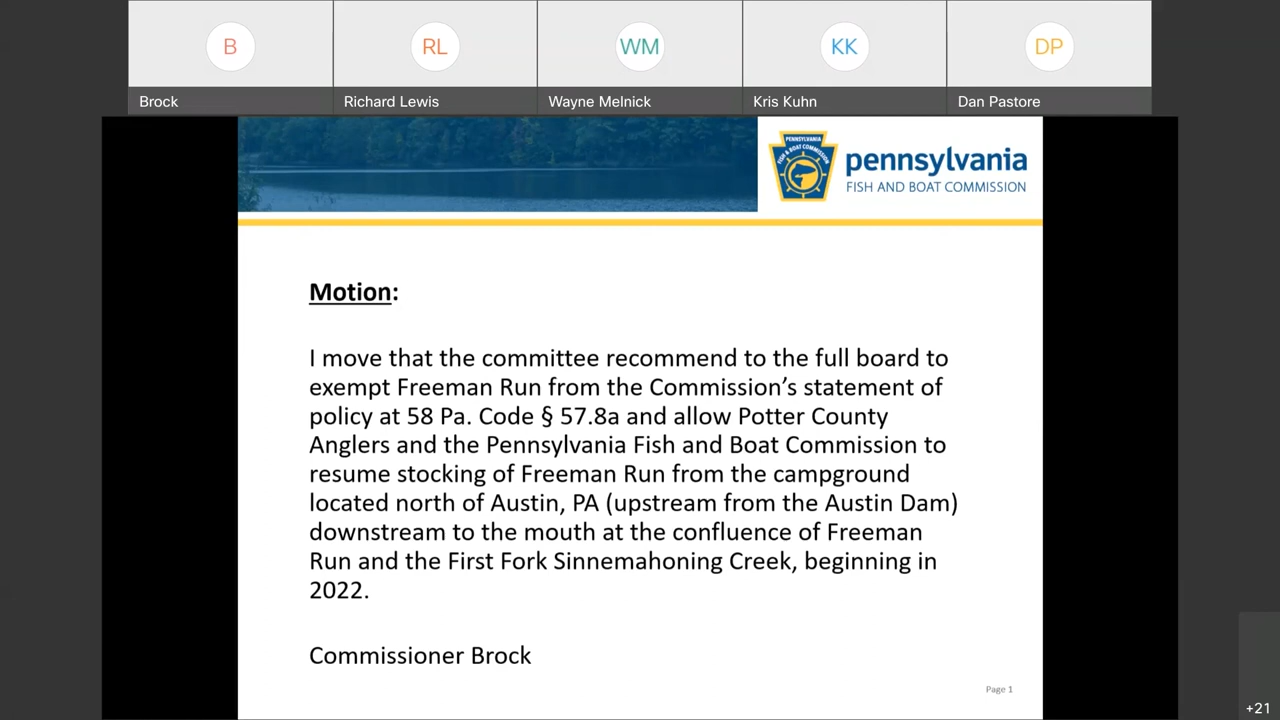 B
RL
WM
KK
DP
Brock
Richard Lewis
Wayne Melnick
Kris Kuhn
Dan Pastore
PENNSYLVANIA
FISH & BOAT COMMISSION
pennsylvania
FISH AND BOAT COMMISSION
Motion:
I move that the committee recommend to the full board to
exempt Freeman Run from the Commission’s statement of
policy at 58 Pa. Code § 57.8a and allow Potter County
Anglers and the Pennsylvania Fish and Boat Commission to
resume stocking of Freeman Run from the campground
located north of Austin, PA (upstream from the Austin Dam)
downstream to the mouth at the confluence of Freeman
Run and the First Fork Sinnemahoning Creek, beginning in
2022.
Commissioner Brock
Page 1
+21